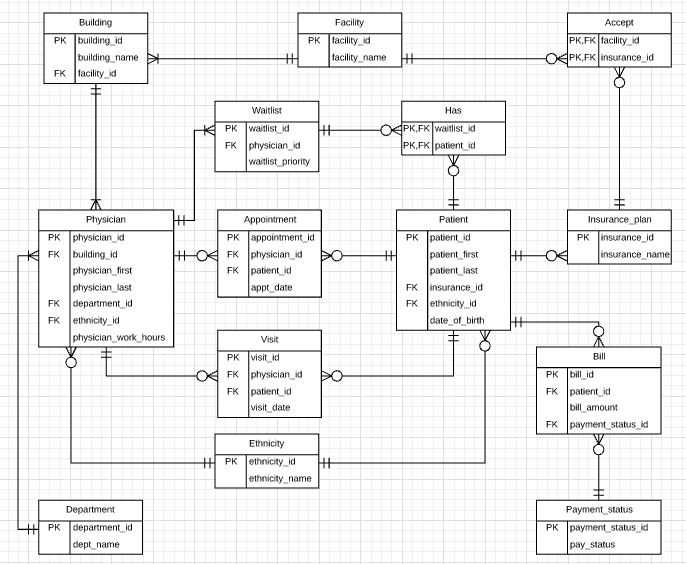 Building
PK building_id
building_name
FK facility_id
Facility
PK facility_id
facility_name
Accept
PK,FK facility_id
PK,FK insurance_id
Waitlist
PK waitlist_id
FK physician_id
waitlist_priority
Has
PK,FK waitlist_id
PK,FK patient_id
Physician
PK physician_id
FK building_id
physician_first
physician_last
FK department_id
FK ethnicity_id
physician_work_hours
Appointment
PK appointment_id
FK physician_id
FK patient_id
appt_date
Patient
PK patient_id
patient_first
patient_last
FK insurance_id
FK ethnicity_id
date_of_birth
Insurance_plan
PK insurance_id
insurance_name
Visit
PK visit_id
FK physician_id
FK patient_id
visit_date
Bill
PK bill_id
FK patient_id
bill_amount
FK payment_status_id
Ethnicity
PK ethnicity_id
ethnicity_name
Department
PK department_id
dept_name
Payment_status
PK payment_status_id
pay_status